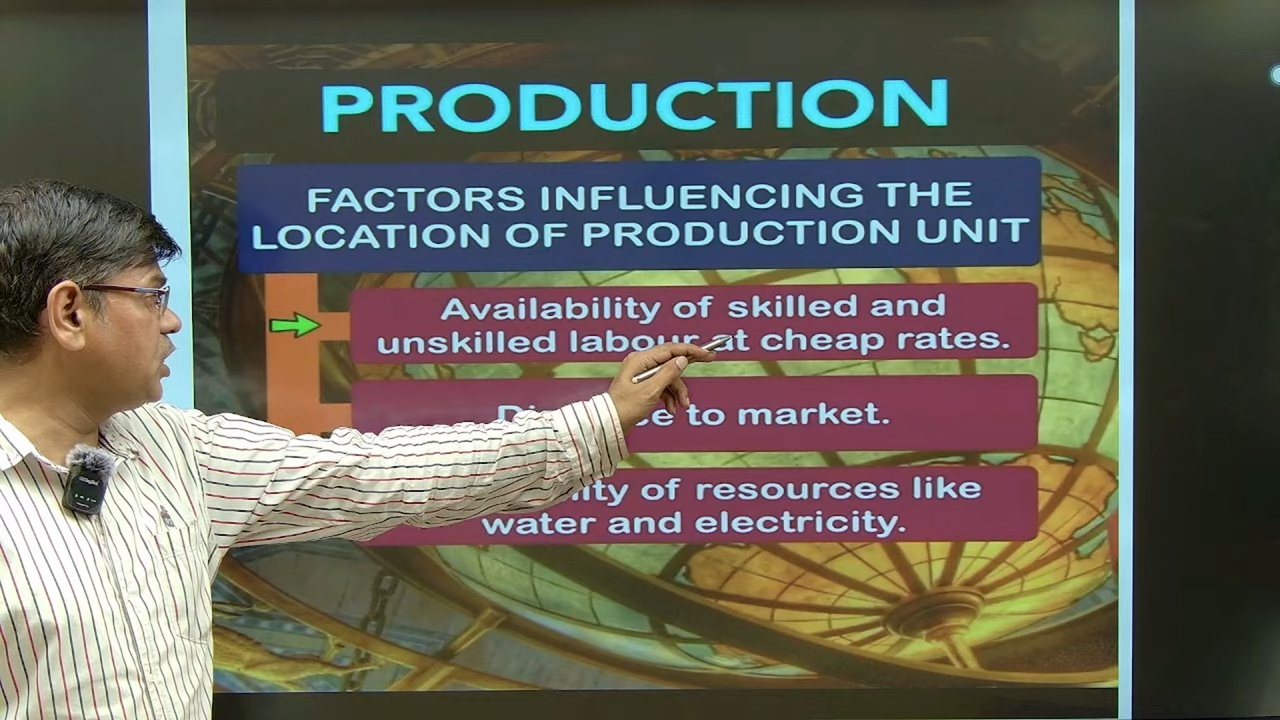 PRODUCTION
FACTORS INFLUENCING THE
LOCATION OF PRODUCTION UNIT
Availability of skilled and
unskilled labour at cheap rates.
to market.
of resources like
water and electricity.